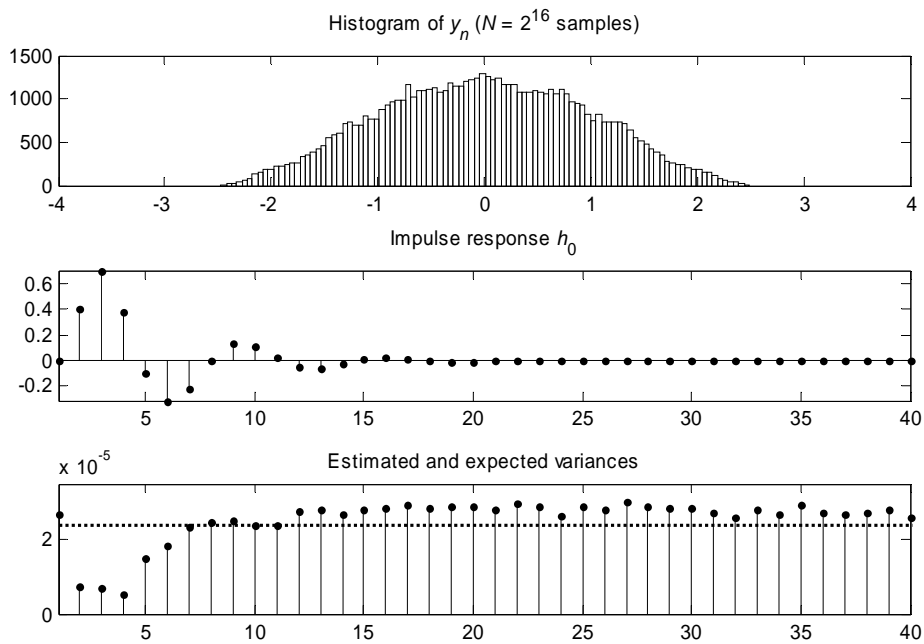 Histogram of yn (N = 2^16 samples)
1500
1000
500
0
-4 -3 -2 -1 0 1 2 3 4
Impulse response h0
0.6
0.4
0.2
0
-0.2
5 10 15 20 25 30 35 40
x 10^-5
Estimated and expected variances
2
0
5 10 15 20 25 30 35 40